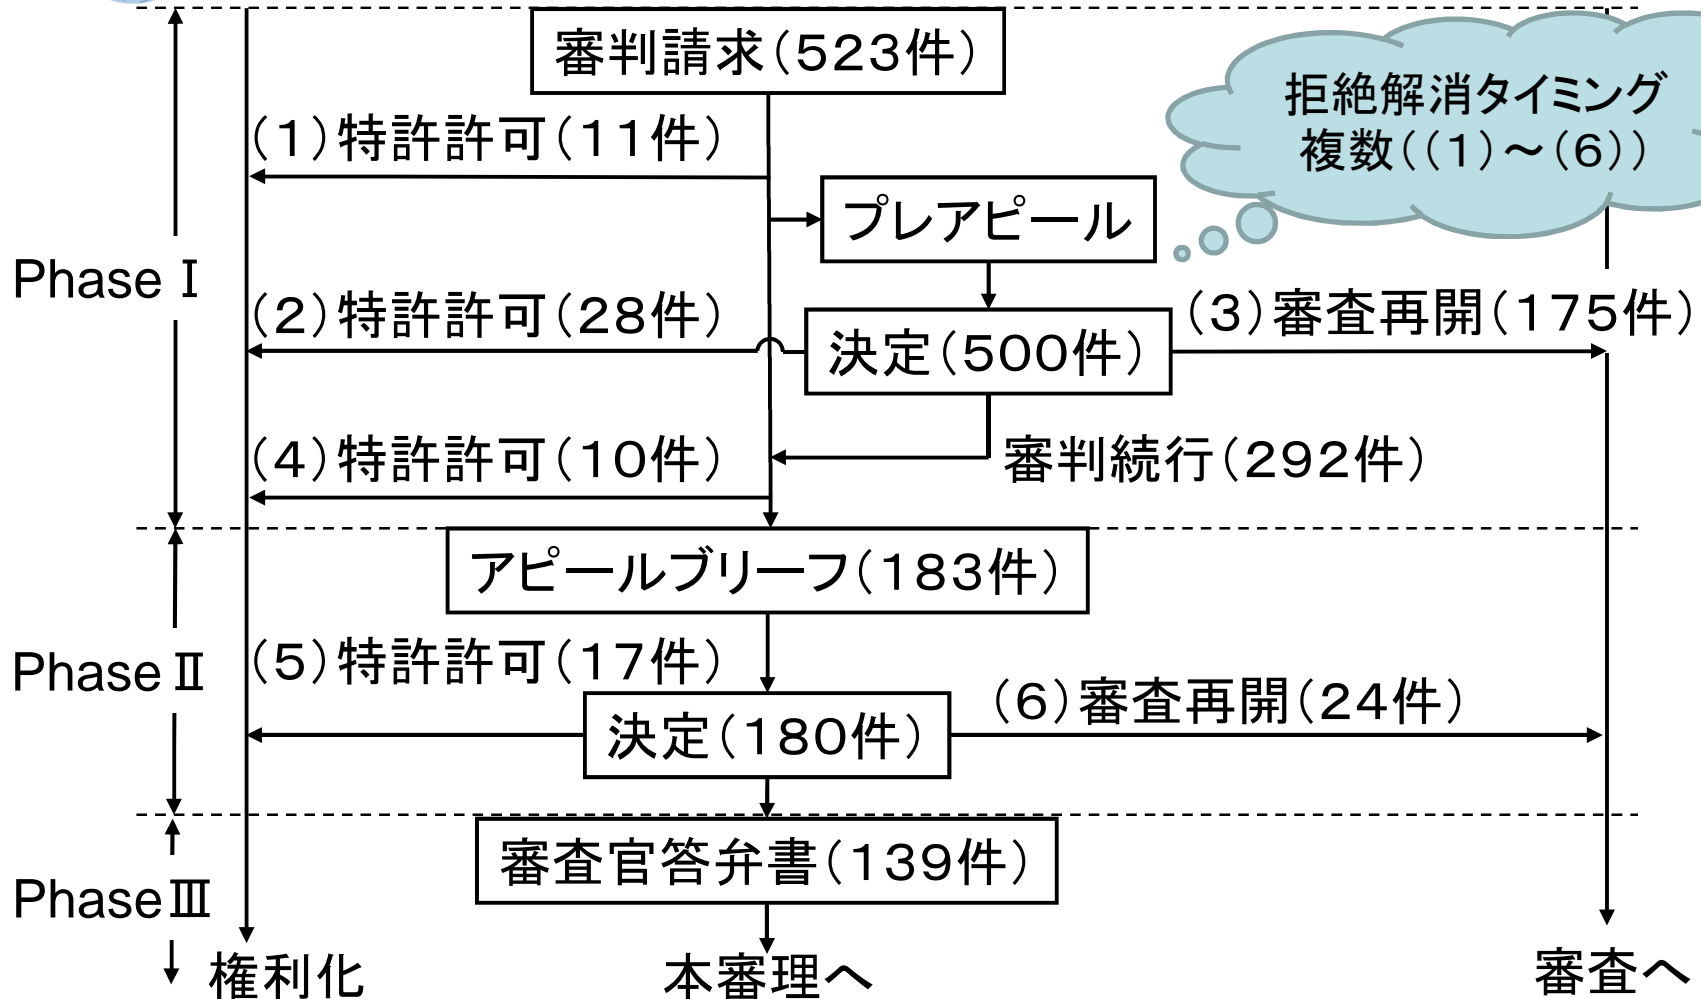 審判請求(523件)
拒絶解消タイミング
複数((1)～(6))
(1)特許許可(11件)
プレアピール
Phase Ⅰ
(2)特許許可(28件)
(3)審査再開(175件)
決定(500件)
(4)特許許可(10件)
審判続行(292件)
アピールブリーフ(183件)
Phase Ⅱ
(5)特許許可(17件)
(6)審査再開(24件)
決定(180件)
審査官答弁書(139件)
Phase Ⅲ
権利化
本審理へ
審査へ